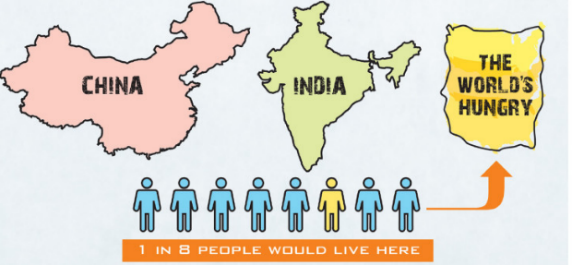 CHINA
INDIA
THE
WORLD'S
HUNGRY
1 IN 8 PEOPLE WOULD LIVE HERE